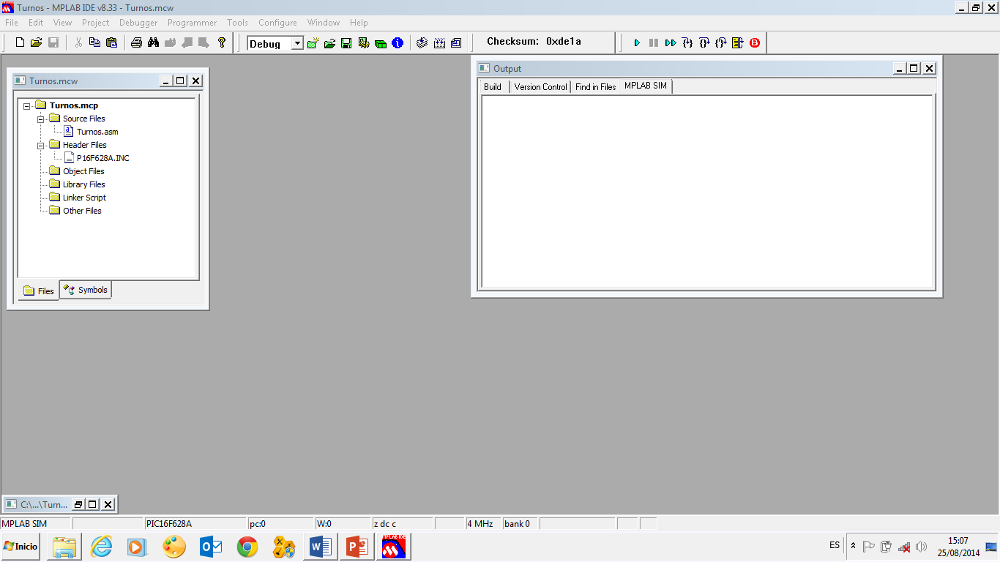 Turnos - MPLAB IDE v8.33 - Turnos.mcw
File Edit View Project Debugger Programmer Tools Configure Window Help
Debug
Checksum: 0xde1a
Turnos.mcw
Turnos.mcp
Source Files
Turnos.asm
Header Files
P16F628A.INC
Object Files
Library Files
Linker Script
Other Files
Files Symbols
Output
Build Version Control Find in Files MPLAB SIM
C:\...\Turn...
MPLAB SIM PIC16F628A pc:0 W:0 z dc c 4 MHz bank 0
Inicio
MPLAB IDE
ES
15:07
25/08/2014